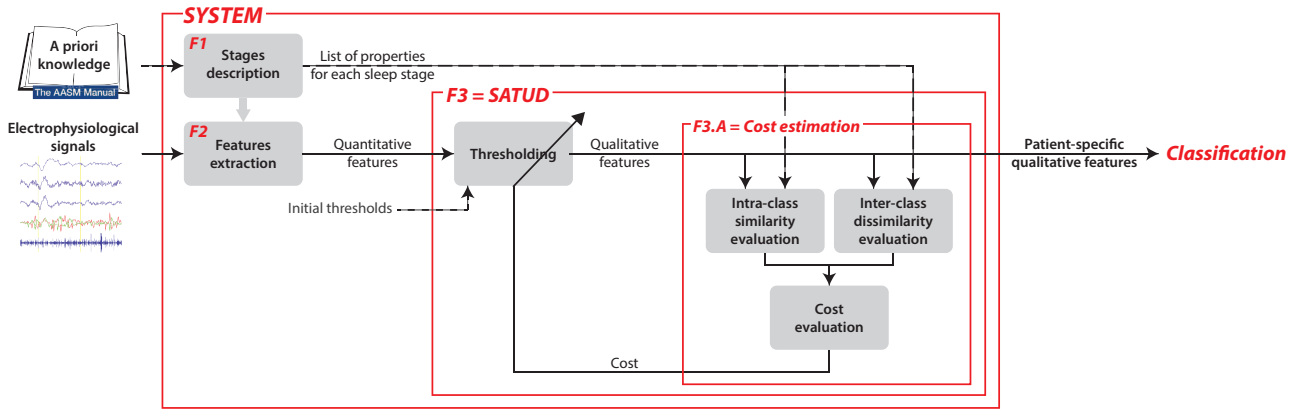 SYSTEM
A priori
knowledge
The AASM Manual
F1
Stages
description
List of properties
for each sleep stage
Electrophysiological
signals
F2
Features
extraction
Quantitative
features
F3 = SATUD
Thresholding
Initial thresholds
Qualitative
features
F3.A = Cost estimation
Intra-class
similarity
evaluation
Inter-class
dissimilarity
evaluation
Cost
evaluation
Cost
Patient-specific
qualitative features
Classification